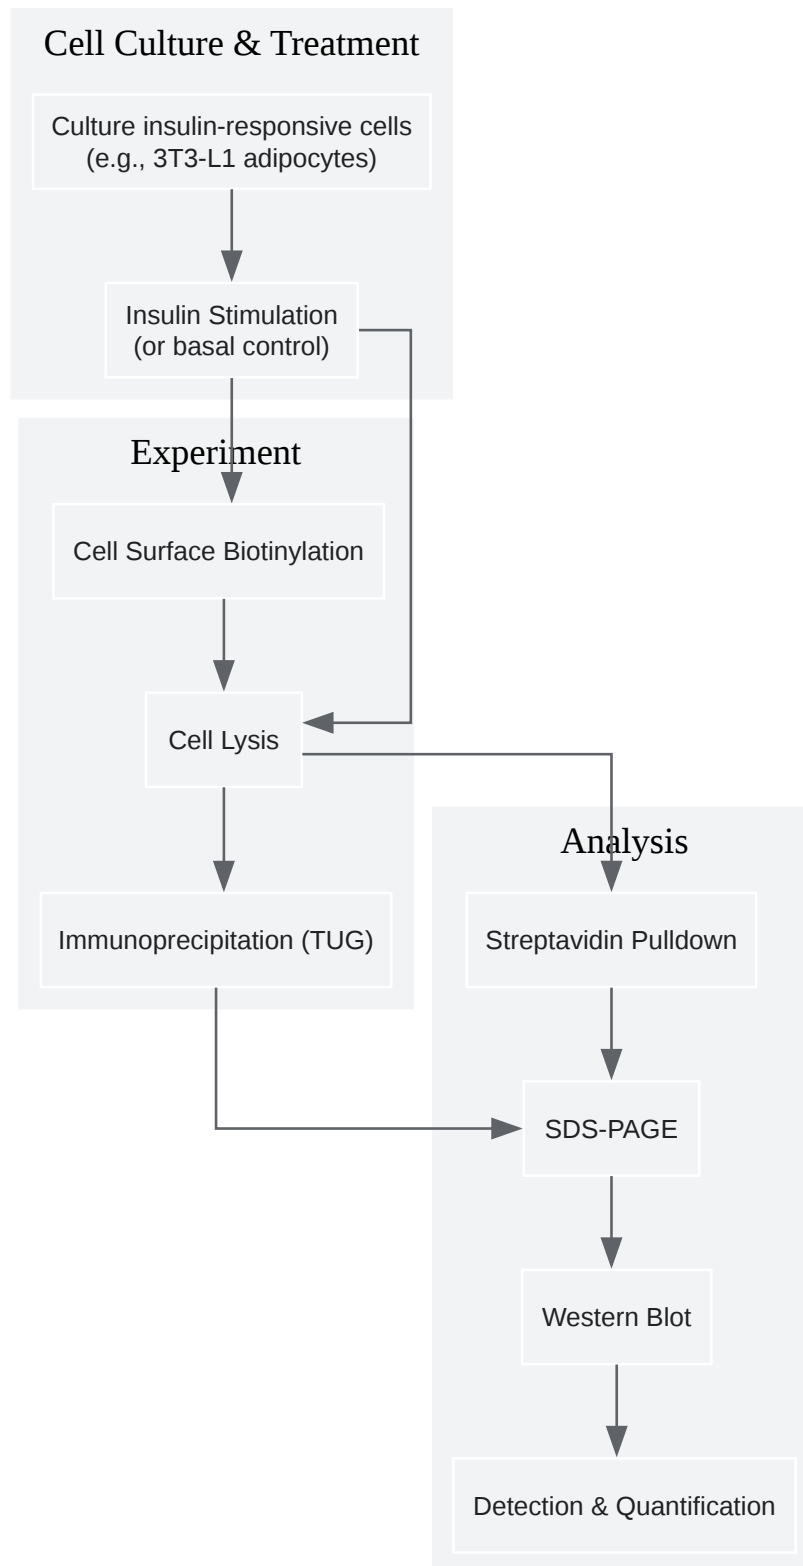 Cell Culture & Treatment
Culture insulin-responsive cells
(e.g., 3T3-L1 adipocytes)
Insulin Stimulation
(or basal control)
Experiment
Cell Surface Biotinylation
Cell Lysis
Immunoprecipitation (TUG)
Analysis
Streptavidin Pulldown
SDS-PAGE
Western Blot
Detection & Quantification